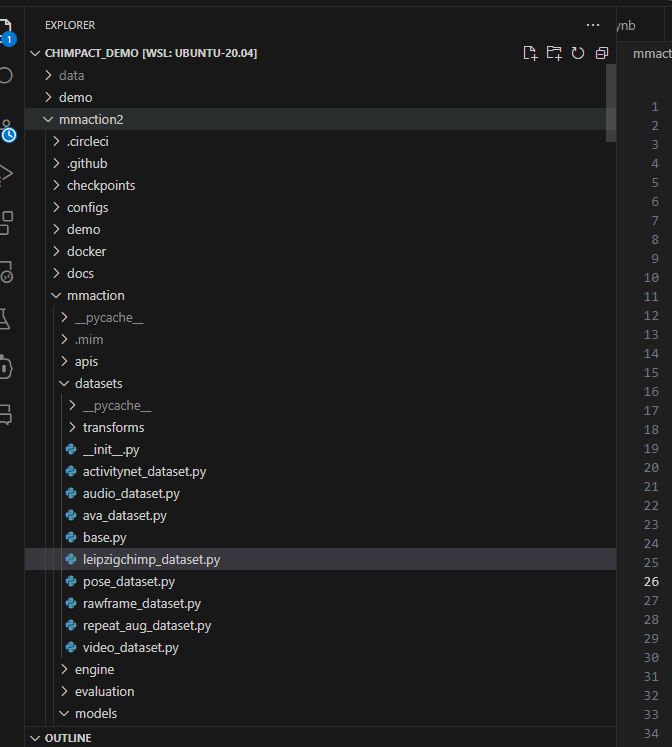 EXPLORER
...
ynb
CHIMPACT_DEMO [WSL: UBUNTU-20.04]
mmact
data
demo
mmaction2
1
.circleci
.github
checkpoints
configs
demo
docker
docs
mmaction
__pycache__
.mim
apis
datasets
__pycache__
transforms
__init__.py
activitynet_dataset.py
audio_dataset.py
ava_dataset.py
base.py
leipzigchimp_dataset.py
pose_dataset.py
rawframe_dataset.py
repeat_aug_dataset.py
video_dataset.py
engine
evaluation
models
OUTLINE
1
2
3
4
5
6
7
8
9
10
11
12
13
14
15
16
17
18
19
20
21
22
23
24
25
26
27
28
29
30
31
32
33
34